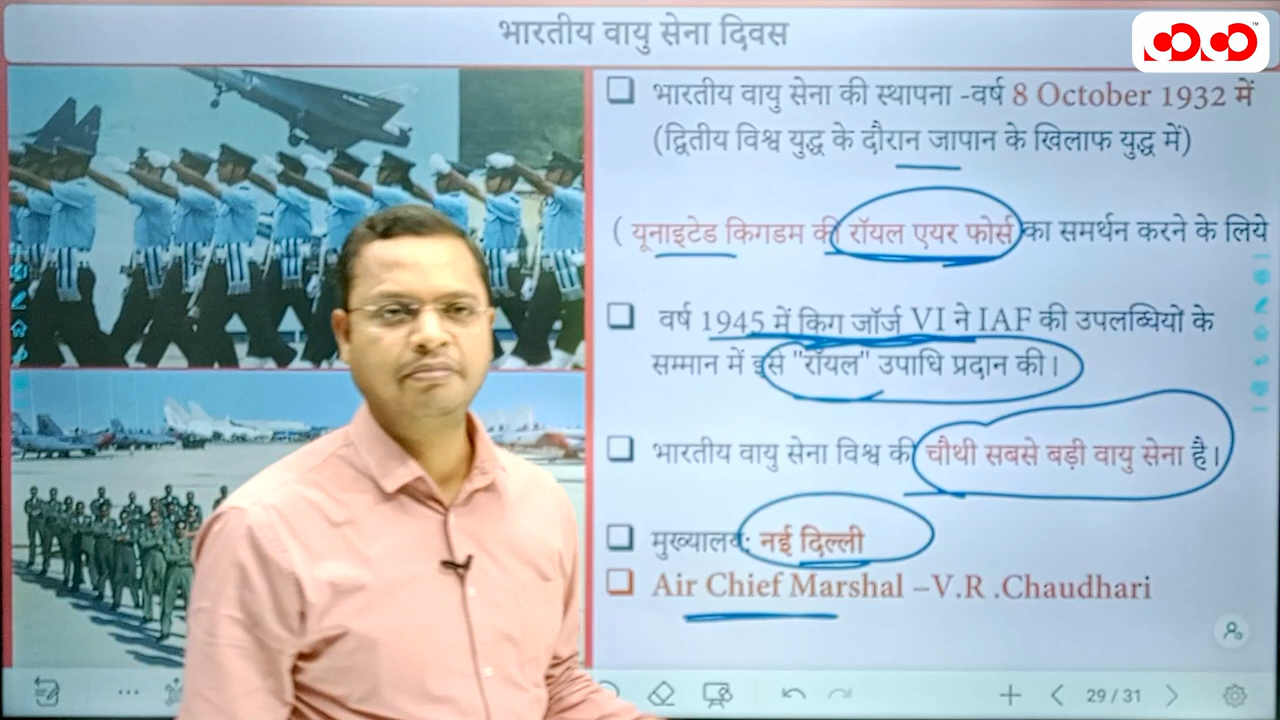 भारतीय वायु सेना दिवस
भारतीय वायु सेना की स्थापना -वर्ष 8 October 1932 में
(द्वितीय विश्व युद्ध के दौरान जापान के खिलाफ युद्ध में)
( यूनाइटेड किगडम की रॉयल एयर फोर्स का समर्थन करने के लिये
वर्ष 1945 में किग जॉर्ज VI ने IAF की उपलब्धियों के
सम्मान में इसे "रॉयल" उपाधि प्रदान की।
भारतीय वायु सेना विश्व की चौथी सबसे बड़ी वायु सेना है।
मुख्यालय: नई दिल्ली
Air Chief Marshal –V.R .Chaudhari
29 / 31